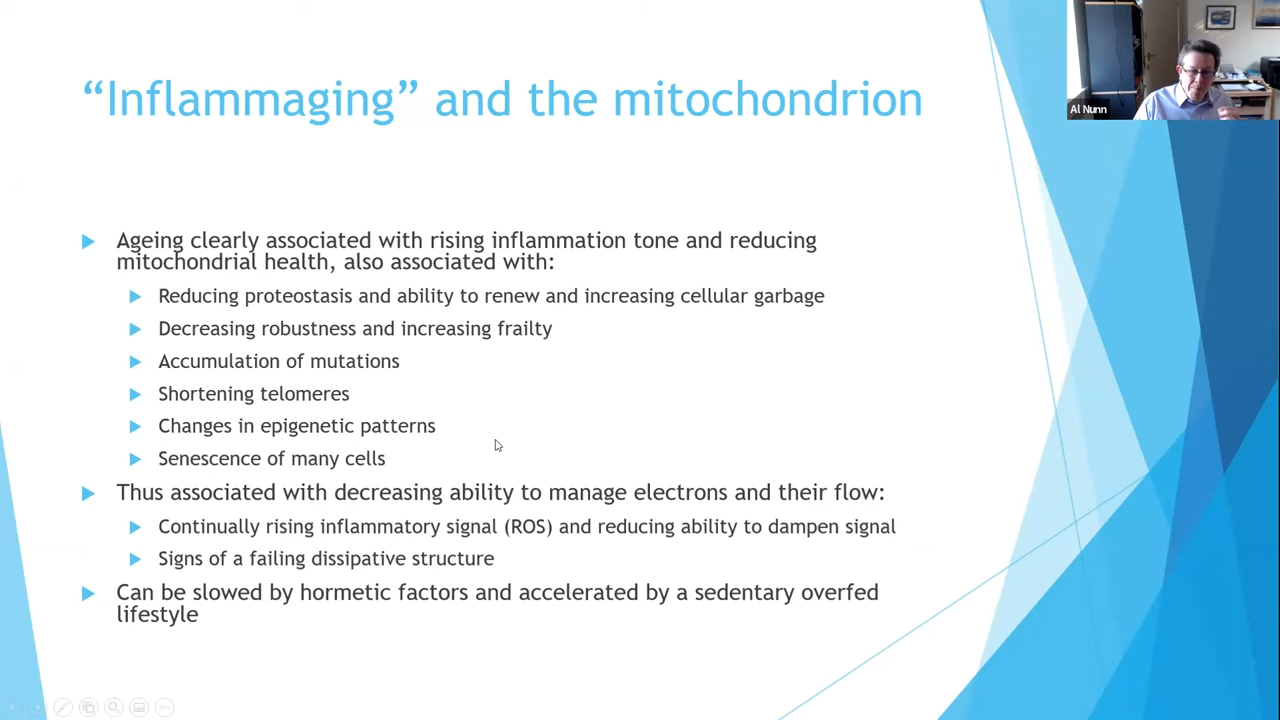 “Inflammaging” and the mitochondrion
Al Nunn
Ageing clearly associated with rising inflammation tone and reducing
mitochondrial health, also associated with:
Reducing proteostasis and ability to renew and increasing cellular garbage
Decreasing robustness and increasing frailty
Accumulation of mutations
Shortening telomeres
Changes in epigenetic patterns
Senescence of many cells
Thus associated with decreasing ability to manage electrons and their flow:
Continually rising inflammatory signal (ROS) and reducing ability to dampen signal
Signs of a failing dissipative structure
Can be slowed by hormetic factors and accelerated by a sedentary overfed
lifestyle